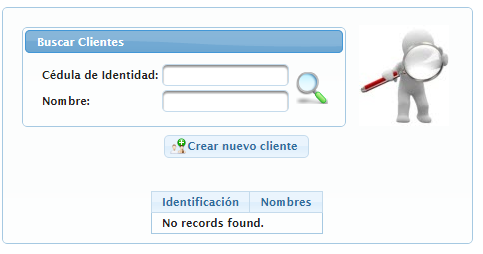 Buscar Clientes
Cédula de Identidad:
Nombre:
Crear nuevo cliente
Identificación Nombres
No records found.